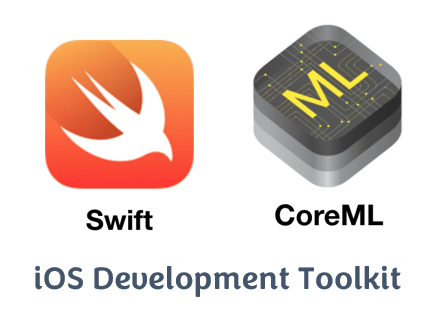 ML
Swift
CoreML
iOS Development Toolkit